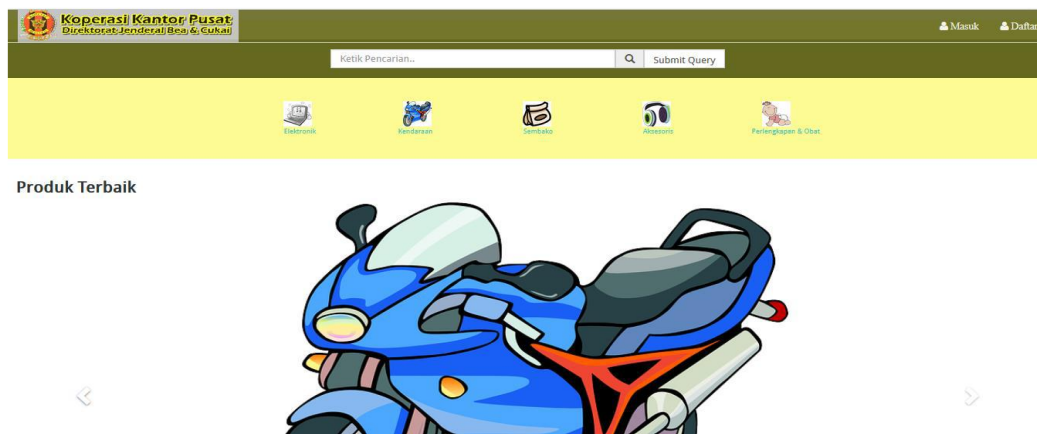 Koperasi Kantor Pusat
Direktorat Jenderal Bea & Cukai
Masuk
Daftar
Ketik Pencarian..
Submit Query
Elektronik
Kendaraan
Sembako
Aksesoris
Perlengkapen & Obat
Produk Terbaik